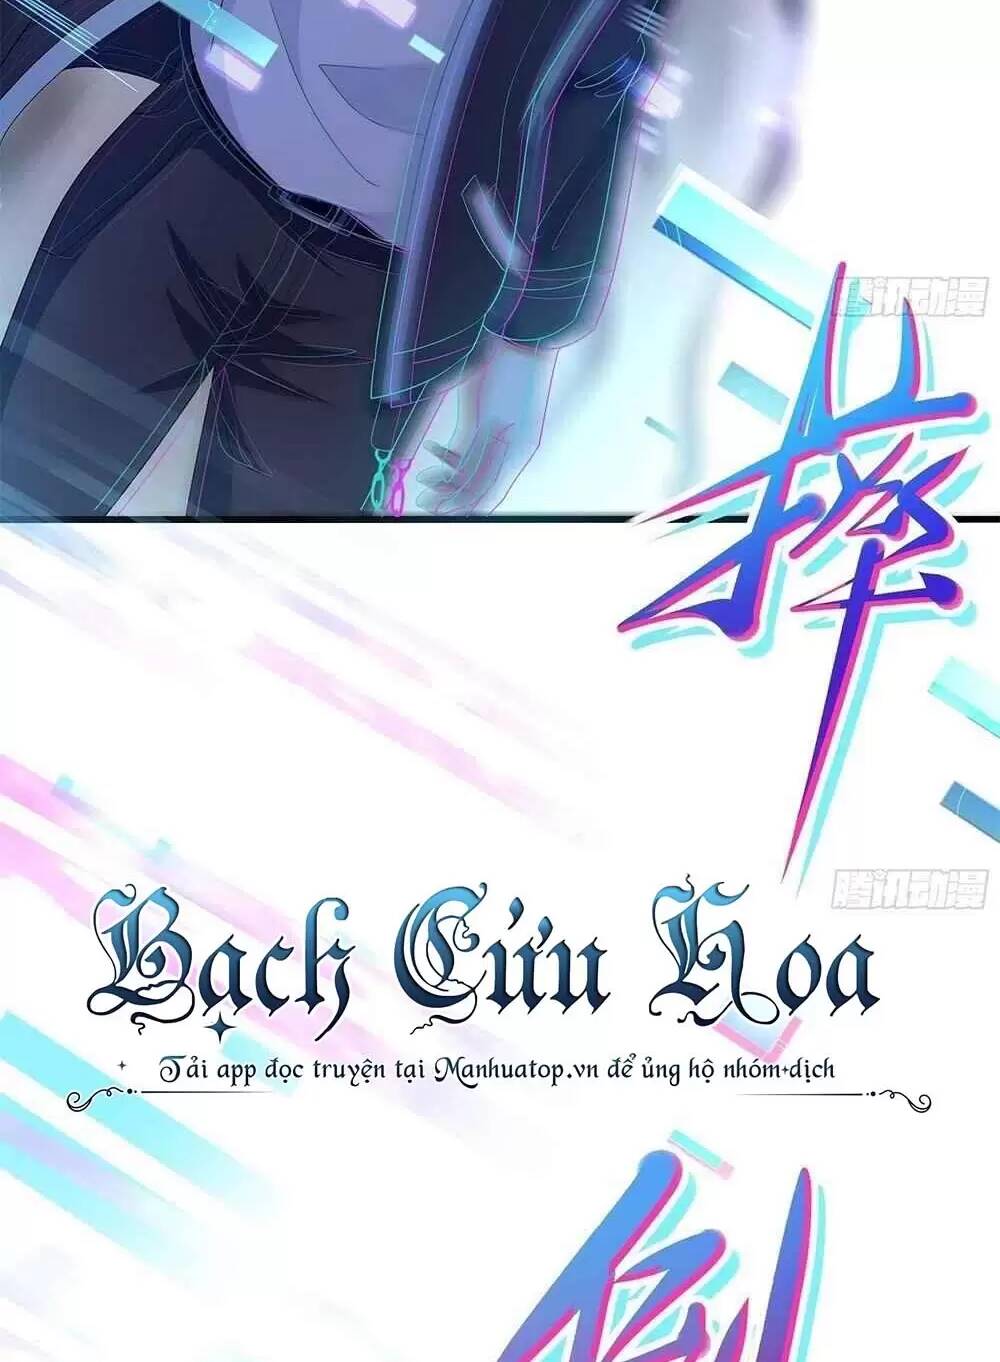 腾讯动漫
摔
腾讯动漫
Bạch Cửu Hoa
Tải app đọc truyện tại Manhuatop.vn để ủng hộ nhóm dịch
倒